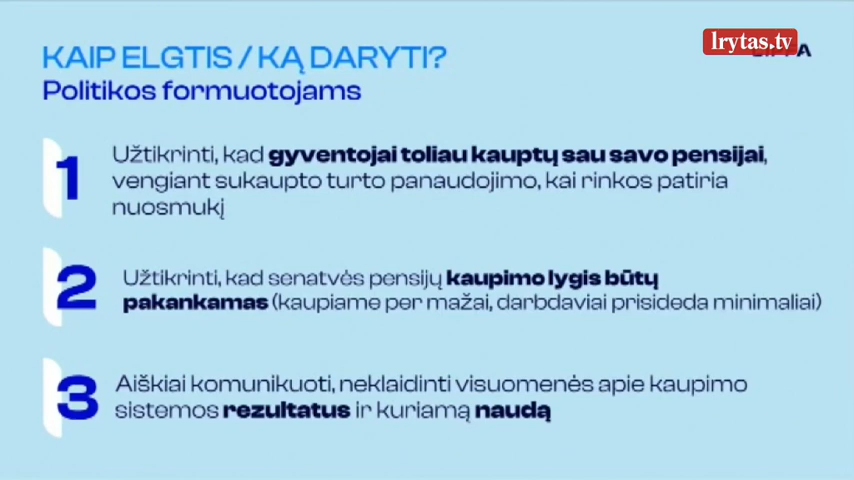 lrytas.tv
KAIP ELGTIS / KĄ DARYTI?
Politikos formuotojams
1
Užtikrinti, kad gyventojai toliau kauptų sau savo pensijai,
vengiant sukaupto turto panaudojimo, kai rinkos patiria
nuosmukį
2
Užtikrinti, kad senatvės pensijų kaupimo lygis būtų
pakankamas (kaupiame per mažai, darbdaviai prisideda minimaliai)
3
Aiškiai komunikuoti, neklaidinti visuomenės apie kaupimo
sistemos rezultatus ir kuriamą naudą